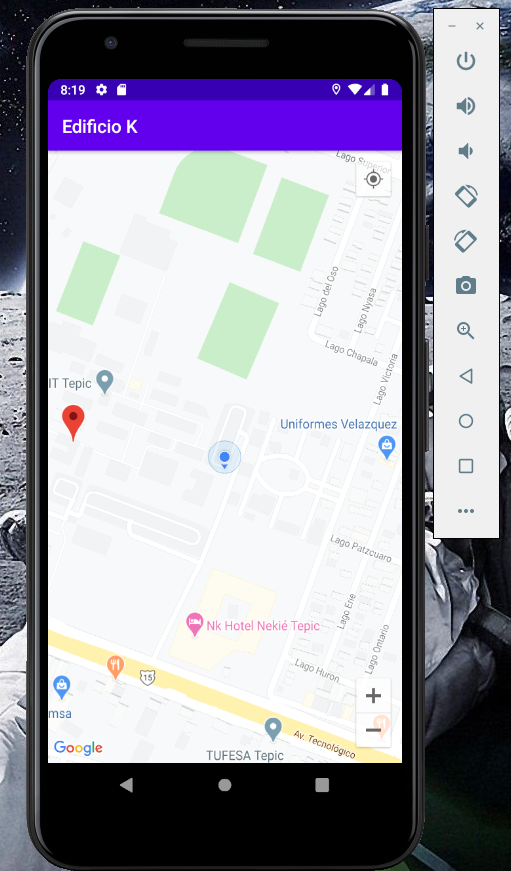 8:19
Edificio K
Lago Superior
Lago del Oso
Lago Nyasa
Lago Chapala
Lago Victoria
IT Tepic
Uniformes Velazquez
Lago Patzcuaro
Lago Erie
Nk Hotel Nekié Tepic
Lago Ontario
Lago Huron
15
msa
Av. Tecnológico
Google
TUFESA Tepic